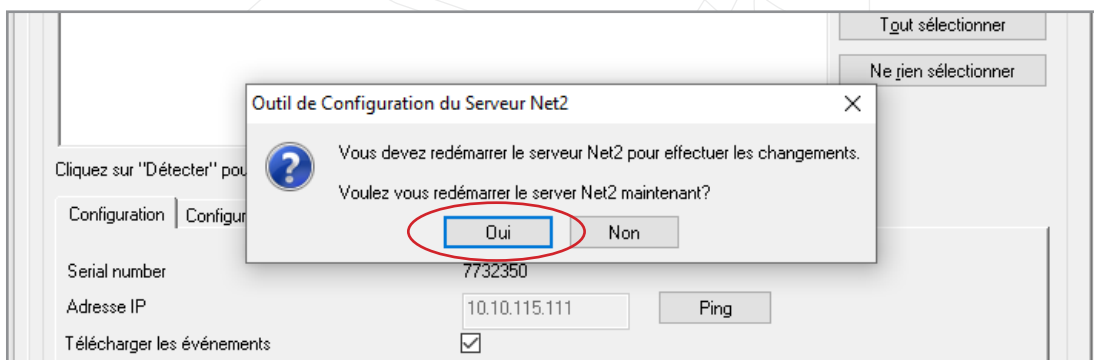 Tout sélectionner
Ne rien sélectionner
Outil de Configuration du Serveur Net2
Vous devez redémarrer le serveur Net2 pour effectuer les changements.
Voulez vous redémarrer le server Net2 maintenant?
Oui Non
Cliquez sur "Détecter" pou
Configuration Configur
Serial number 7732350
Adresse IP 10.10.115.111 Ping
Télécharger les événements